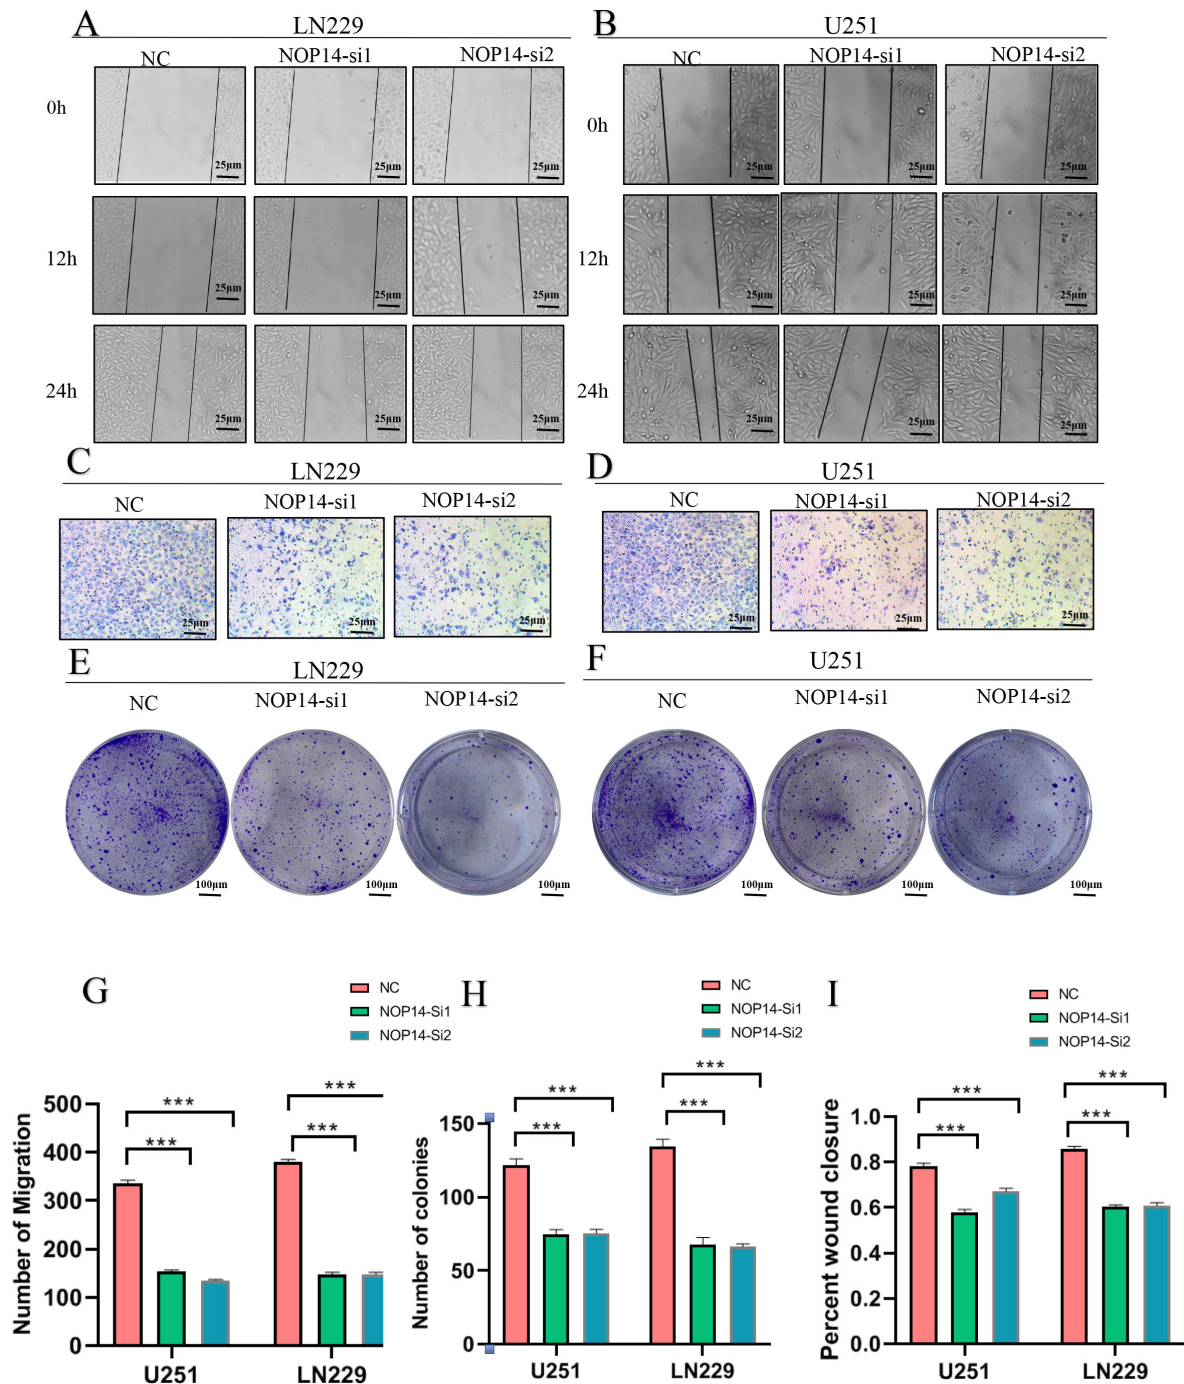 A
LN229
NC
NOP14-si1
NOP14-si2
0h
25μm
25μm
25μm
12h
25μm
25μm
25μm
24h
25μm
25μm
25μm
B
U251
NC
NOP14-si1
NOP14-si2
0h
25μm
25μm
25μm
12h
25μm
25μm
25μm
24h
25μm
25μm
25μm
C
LN229
NC
NOP14-si1
NOP14-si2
25μm
25μm
25μm
D
U251
NC
NOP14-si1
NOP14-si2
25μm
25μm
25μm
E
LN229
NC
NOP14-si1
NOP14-si2
100μm
100μm
100μm
F
U251
NC
NOP14-si1
NOP14-si2
100μm
100μm
100μm
G
NC
NOP14-Si1
NOP14-Si2
Number of Migration
500
400
300
200
100
0
***
***
***
***
U251
LN229
H
NC
NOP14-Si1
NOP14-Si2
Number of colonies
150
100
50
0
***
***
***
***
U251
LN229
I
NC
NOP14-Si1
NOP14-Si2
Percent wound closure
1.0
0.8
0.6
0.4
0.2
0.0
***
***
***
***
U251
LN229